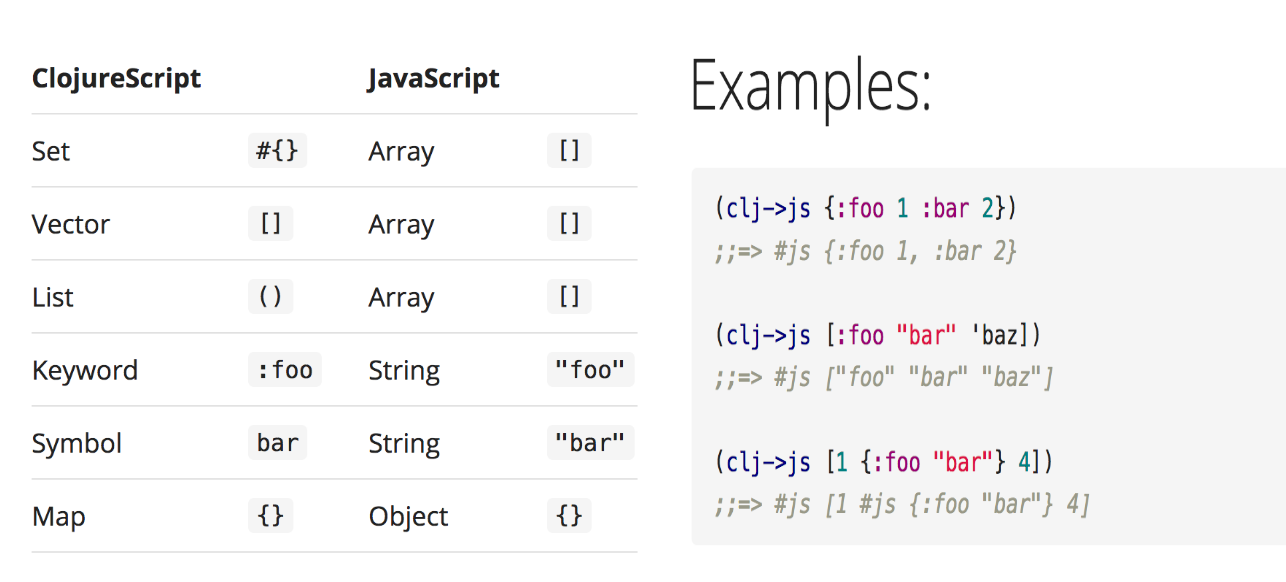 ClojureScript JavaScript
Set #{} Array []
Vector [] Array []
List () Array []
Keyword :foo String "foo"
Symbol bar String "bar"
Map {} Object {}
Examples:
(clj->js {:foo 1 :bar 2})
;;=> #js {:foo 1, :bar 2}
(clj->js [:foo "bar" 'baz])
;;=> #js ["foo" "bar" "baz"]
(clj->js [1 {:foo "bar"} 4])
;;=> #js [1 #js {:foo "bar"} 4]